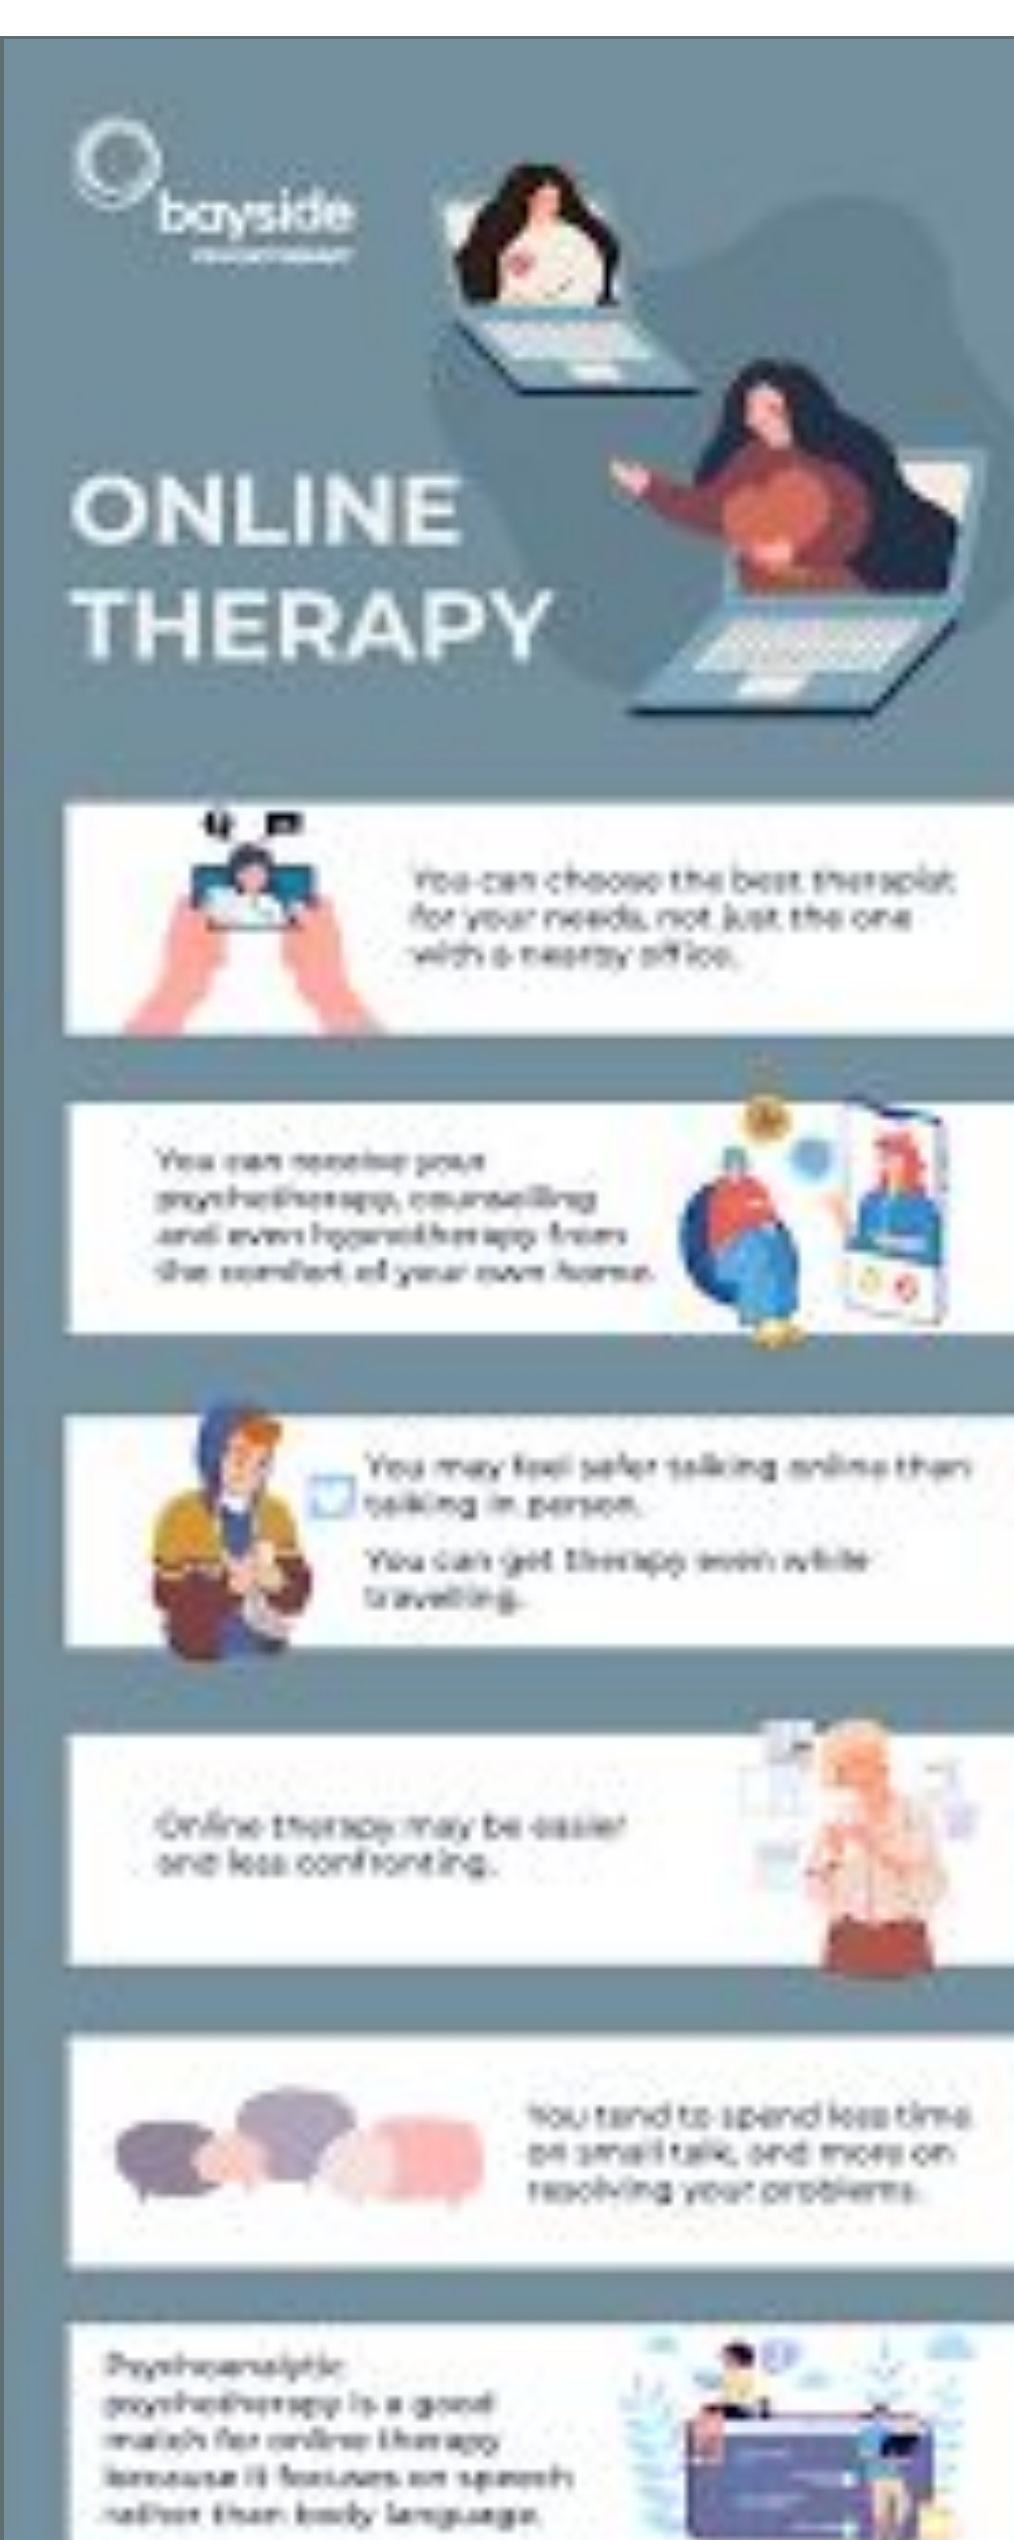 bayside
ONLINE
THERAPY
You can choose the best therapist
for your needs, not just the one
with a nearby office.
You can receive your
psychotherapy, counselling
and even hypnotherapy from
the comfort of your own home.
You may feel safer talking online than
talking in person.
You can get therapy even while
travelling.
Online therapy may be easier
and less confronting.
You tend to spend less time
on small talk, and more on
resolving your problems.
Psychoanalytic
psychotherapy is a good
match for online therapy
because it focuses on speech
rather than body language.